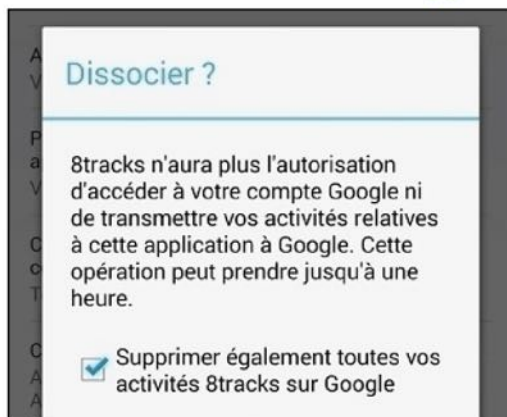 Dissocier ?
8tracks n'aura plus l'autorisation
d'accéder à votre compte Google ni
de transmettre vos activités relatives
à cette application à Google. Cette
opération peut prendre jusqu'à une
heure.
Supprimer également toutes vos
activités 8tracks sur Google